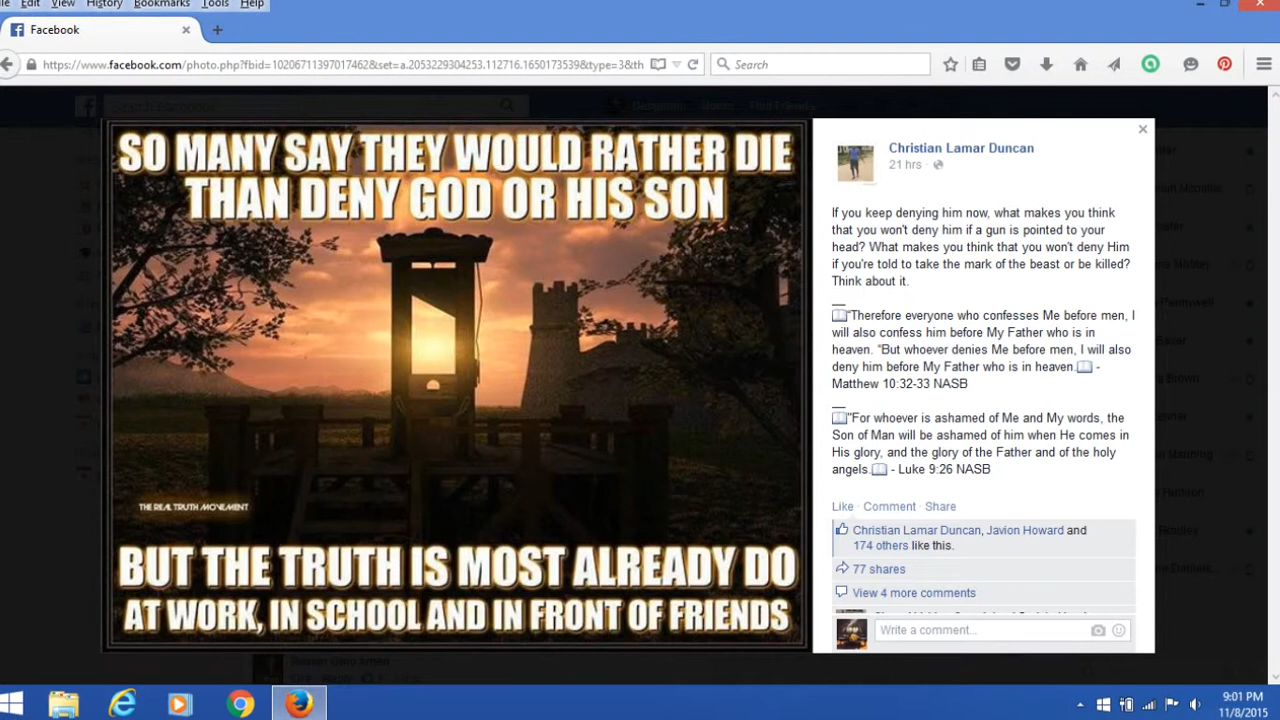 Edit View History Bookmarks Tools Help
Facebook
https://www.facebook.com/photo.php?fbid=10206711397017462&set=a.2053229304253.112716.1650173539&type=3&th
Search
Search Facebook
SO MANY SAY THEY WOULD RATHER DIE
THAN DENY GOD OR HIS SON
THE REAL TRUTH MOVEMENT
BUT THE TRUTH IS MOST ALREADY DO
AT WORK, IN SCHOOL AND IN FRONT OF FRIENDS
Christian Lamar Duncan
21 hrs
If you keep denying him now, what makes you think
that you won't deny him if a gun is pointed to your
head? What makes you think that you won't deny Him
if you're told to take the mark of the beast or be killed?
Think about it.
__
📖"Therefore everyone who confesses Me before men, I
will also confess him before My Father who is in
heaven. "But whoever denies Me before men, I will also
deny him before My Father who is in heaven.📖 -
Matthew 10:32-33 NASB
__
📖"For whoever is ashamed of Me and My words, the
Son of Man will be ashamed of him when He comes in
His glory, and the glory of the Father and of the holy
angels.📖 - Luke 9:26 NASB
Like · Comment · Share
Christian Lamar Duncan, Javion Howard and
174 others like this.
77 shares
View 4 more comments
Write a comment...
9:01 PM
11/8/2015